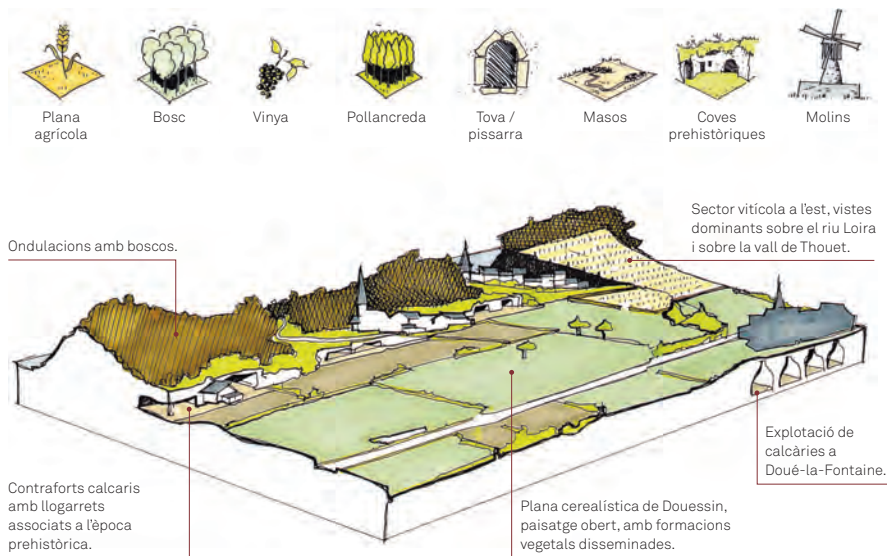 Plana
agrícola
Bosc
Vinya
Pollancreda
Tova /
pissarra
Masos
Coves
prehistòriques
Molins
Sector vitícola a l'est, vistes
dominants sobre el riu Loira
i sobre la vall de Thouet.
Ondulacions amb boscos.
Explotació de
calcàries a
Doué-la-Fontaine.
Contraforts calcaris
amb llogarrets
associats a l'època
prehistòrica.
Plana cerealística de Douessin,
paisatge obert, amb formacions
vegetals disseminades.